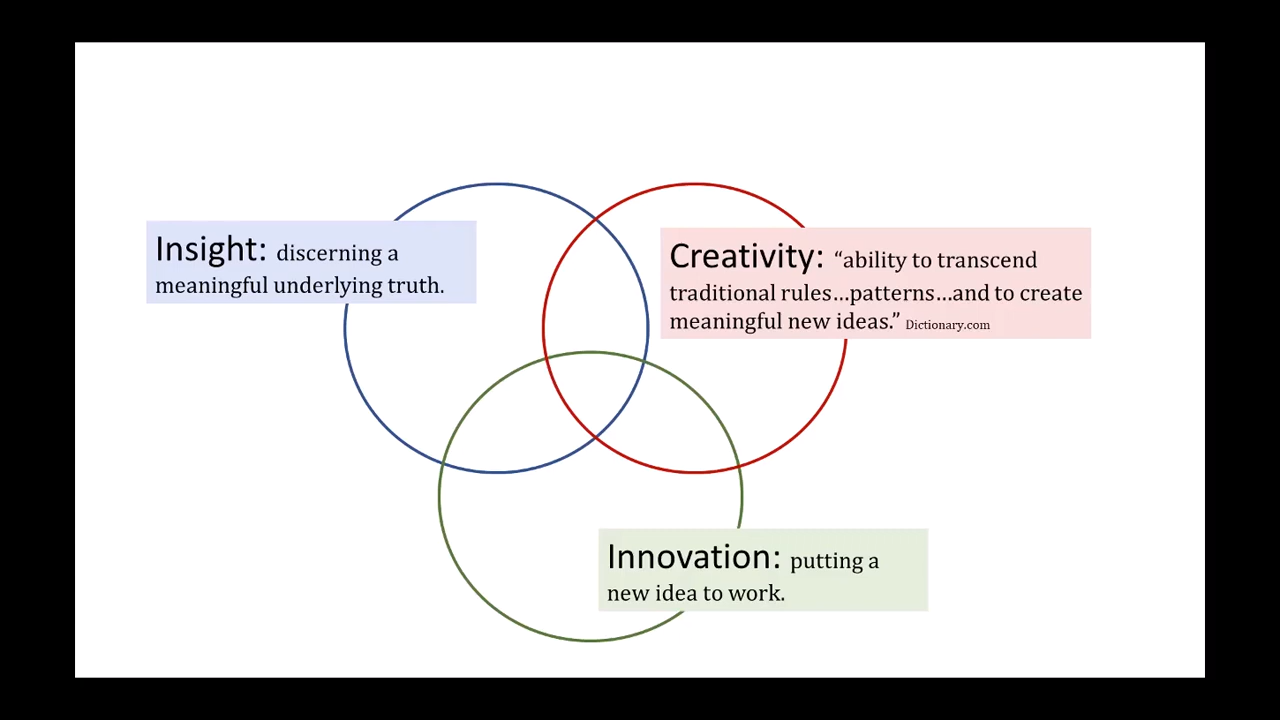 Insight: discerning a
meaningful underlying truth.
Creativity: “ability to transcend
traditional rules…patterns…and to create
meaningful new ideas.” Dictionary.com
Innovation: putting a
new idea to work.